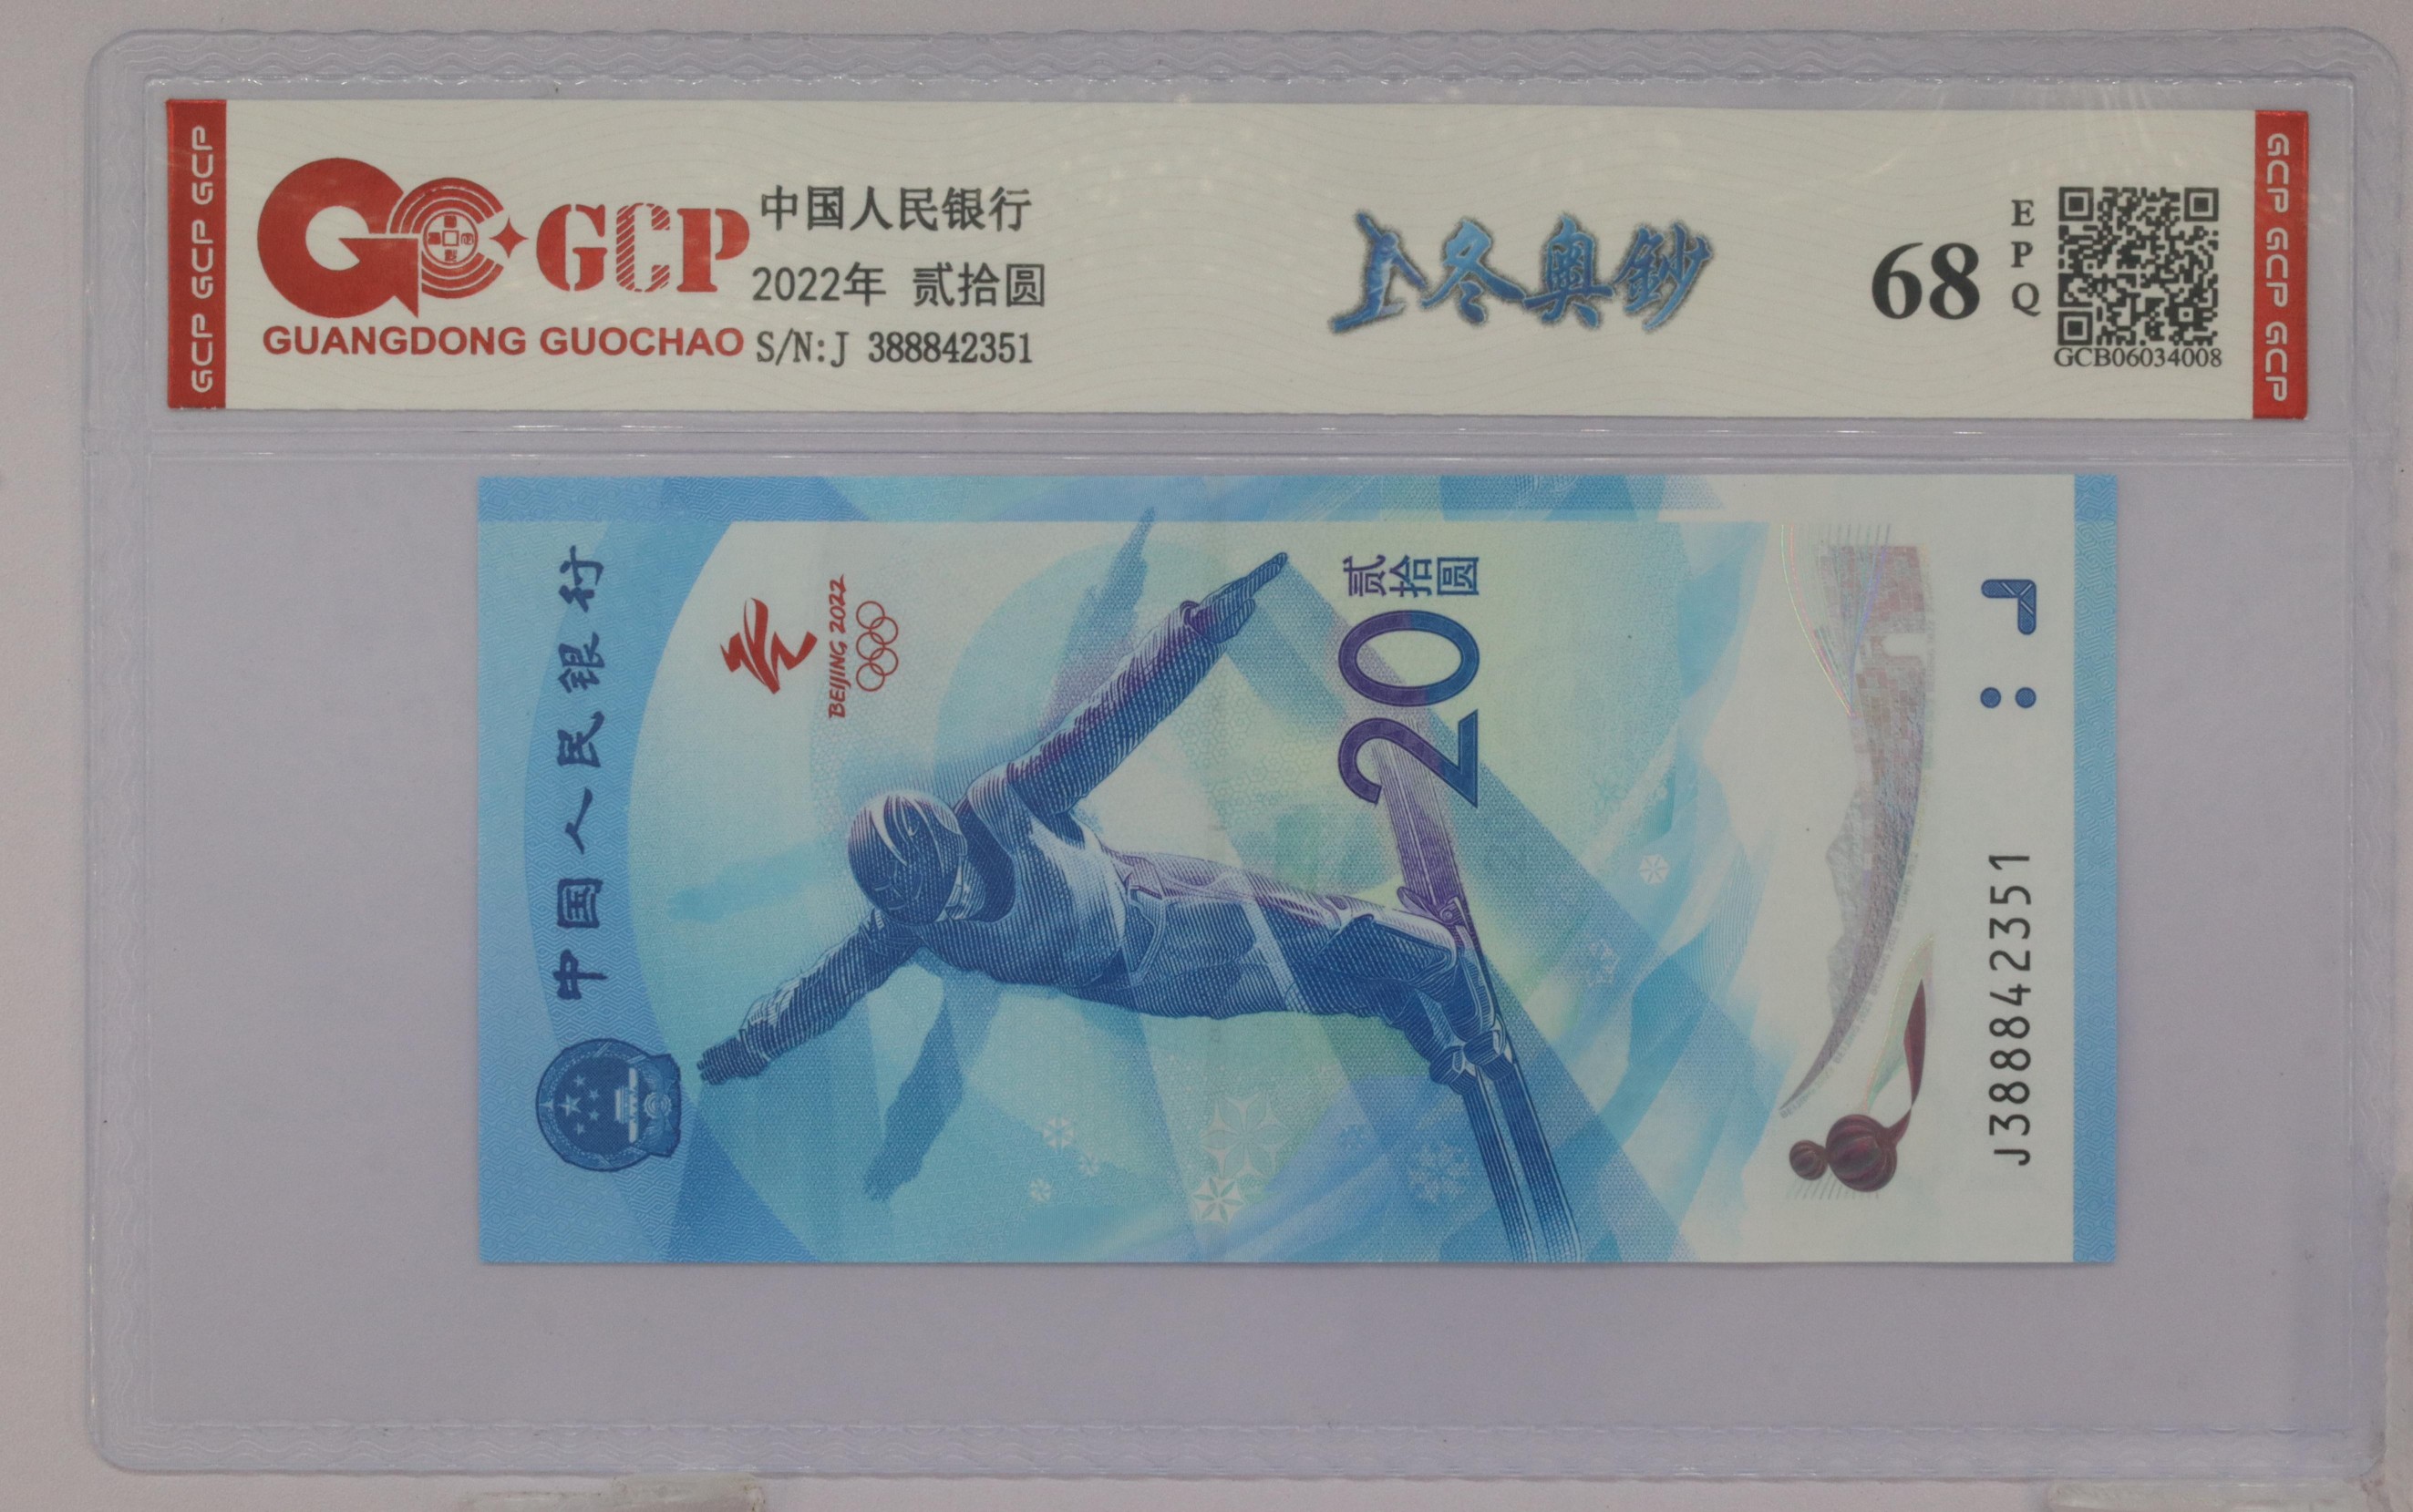 GCP GCP GCP
GCP
GUANGDONG GUOCHAO
中国人民银行
2022年 贰拾圆
S/N:J 388842351
冬奥鈔
68
EPQ
GCB06034008
GCP GCP GCP
中国人民银行
BEIJING 2022
贰拾圆
20
J388842351